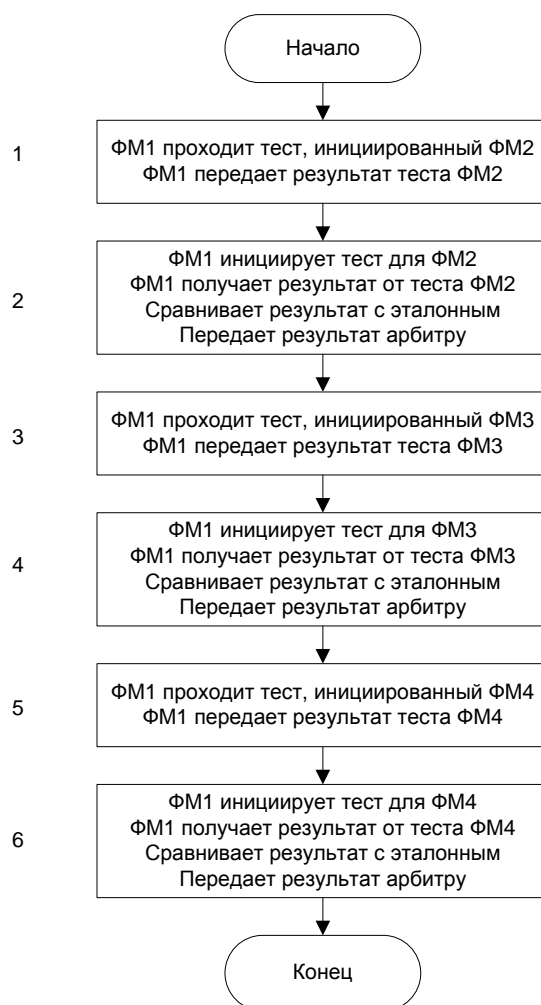 Начало
1
ФМ1 проходит тест, инициированный ФМ2
ФМ1 передает результат теста ФМ2
2
ФМ1 инициирует тест для ФМ2
ФМ1 получает результат от теста ФМ2
Сравнивает результат с эталонным
Передает результат арбитру
3
ФМ1 проходит тест, инициированный ФМ3
ФМ1 передает результат теста ФМ3
4
ФМ1 инициирует тест для ФМ3
ФМ1 получает результат от теста ФМ3
Сравнивает результат с эталонным
Передает результат арбитру
5
ФМ1 проходит тест, инициированный ФМ4
ФМ1 передает результат теста ФМ4
6
ФМ1 инициирует тест для ФМ4
ФМ1 получает результат от теста ФМ4
Сравнивает результат с эталонным
Передает результат арбитру
Конец